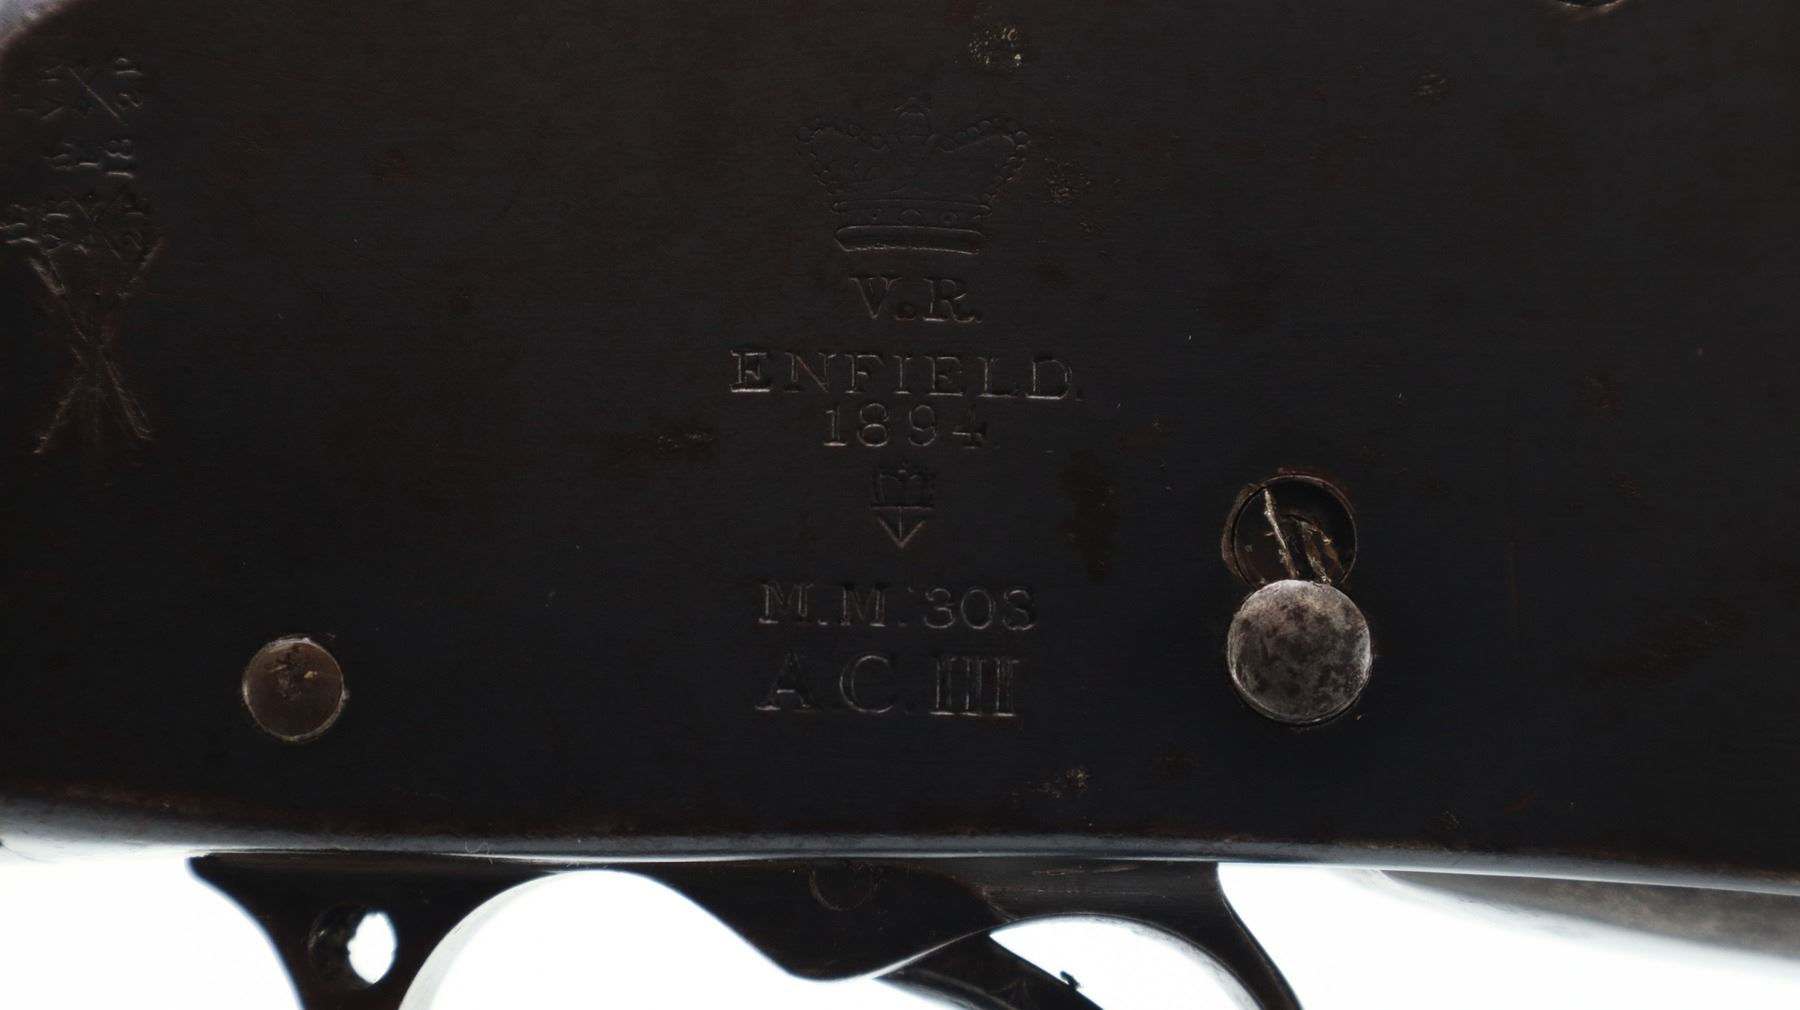 V.R.
ENFIELD.
1894
M.M.'303
A.C.III